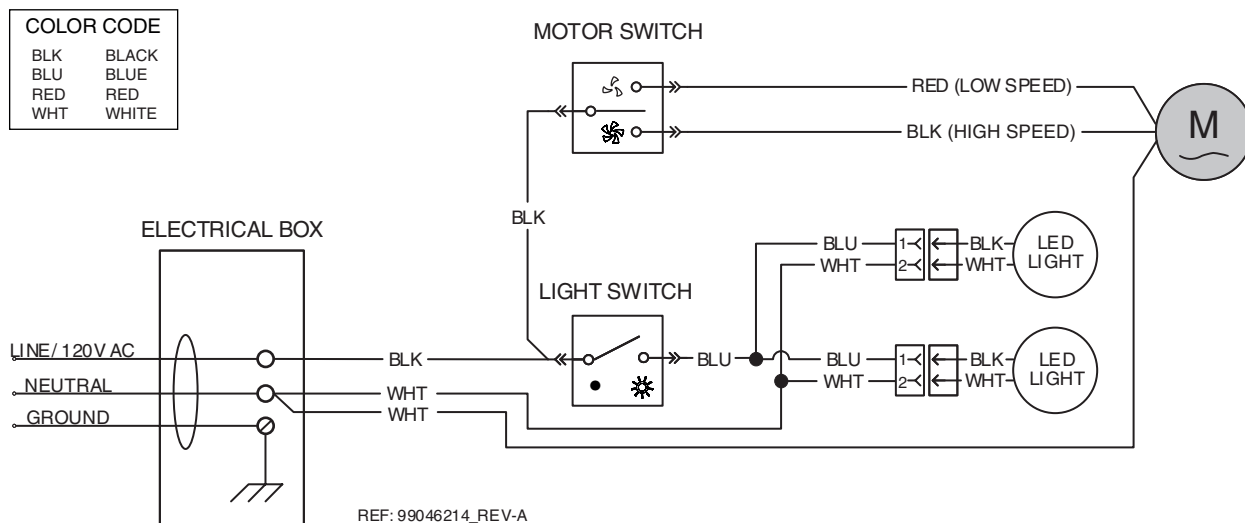 COLOR CODE
BLK BLACK
BLU BLUE
RED RED
WHT WHITE
MOTOR SWITCH
RED (LOW SPEED)
BLK (HIGH SPEED)
M
BLK
ELECTRICAL BOX
BLU 1 BLK
WHT 2 WHT
LED
LIGHT
LIGHT SWITCH
LINE/120V AC
BLK
BLU
BLU 1 BLK
WHT 2 WHT
LED
LIGHT
NEUTRAL
WHT
WHT
GROUND
REF: 99046214_REV-A